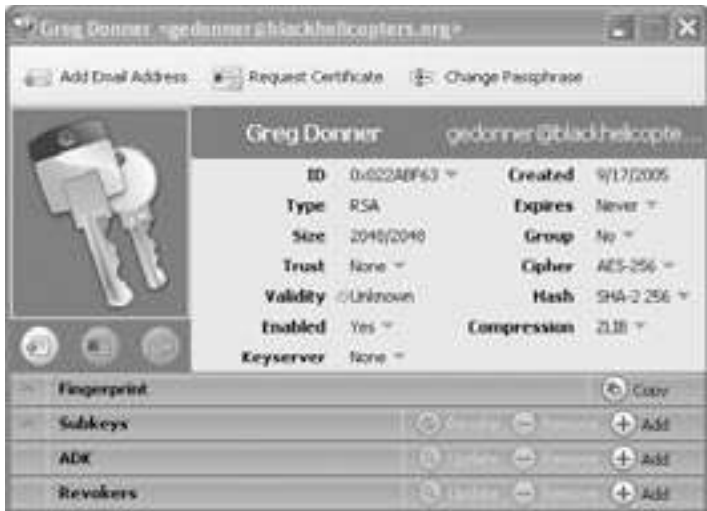 Greg Donner <gedonner@blackhelicopters.org>
Add Email Address Request Certificate Change Passphrase
Greg Donner gedonner@blackhelicopte...
ID 0x022ABF63 Created 9/17/2005
Type RSA Expires Never
Size 2048/2048 Group No
Trust None Cipher AES-256
Validity Unknown Hash SHA-2 256
Enabled Yes Compression ZLIB
Keyserver None
Fingerprint Copy
Subkeys Add
ADK Update Add
Revokers Update Add